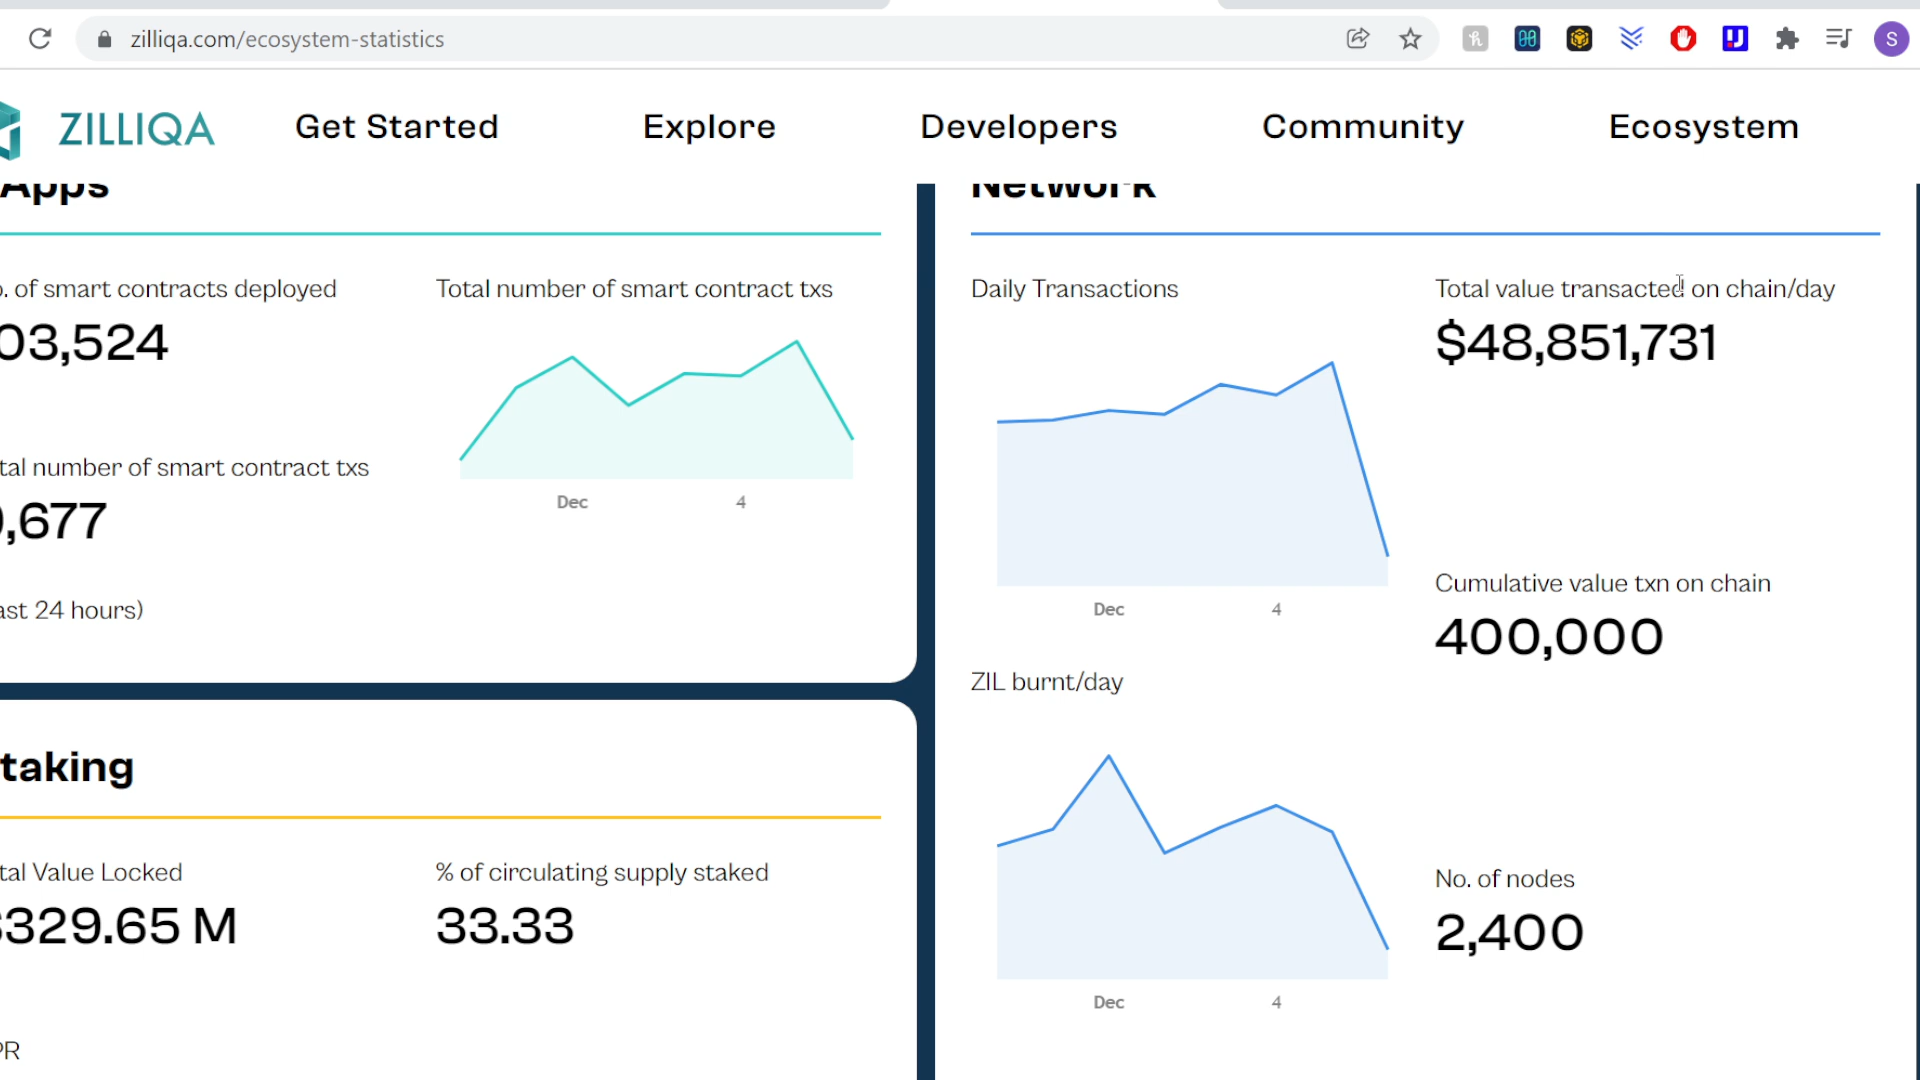 zilliqa.com/ecosystem-statistics
S
ZILLIQA
Get Started
Explore
Developers
Community
Ecosystem
Apps
Network
of smart contracts deployed
03,524
Total number of smart contract txs
Dec 4
tal number of smart contract txs
,677
ast 24 hours)
Daily Transactions
Dec 4
Total value transacted on chain/day
$48,851,731
Cumulative value txn on chain
400,000
ZIL burnt/day
Dec 4
No. of nodes
2,400
taking
tal Value Locked
$329.65 M
% of circulating supply staked
33.33
PR